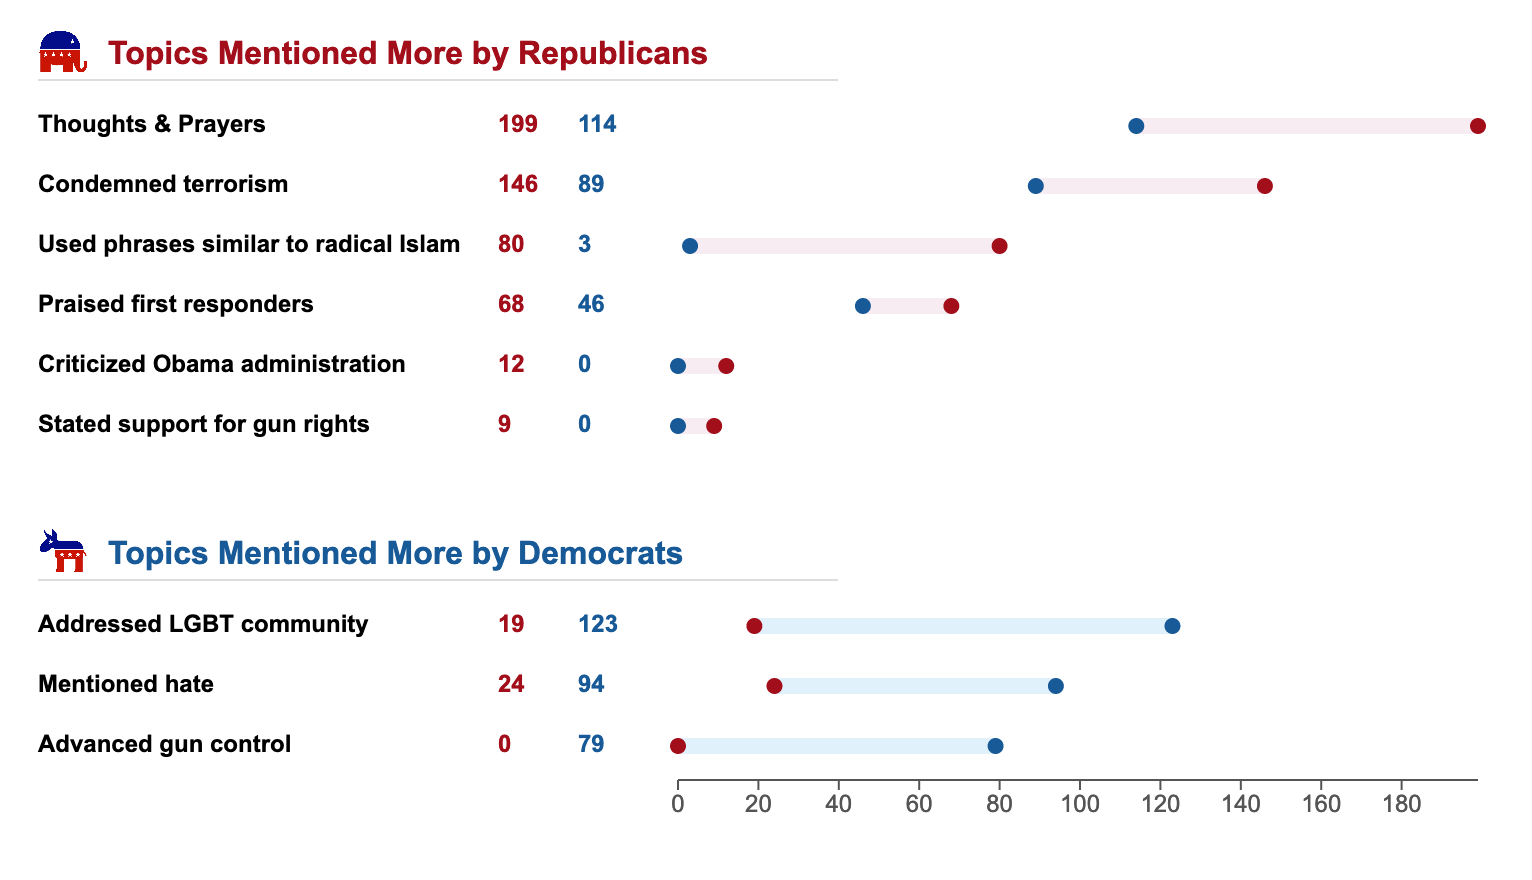 Topics Mentioned More by Republicans
Thoughts & Prayers 199 114
Condemned terrorism 146 89
Used phrases similar to radical Islam 80 3
Praised first responders 68 46
Criticized Obama administration 12 0
Stated support for gun rights 9 0
Topics Mentioned More by Democrats
Addressed LGBT community 19 123
Mentioned hate 24 94
Advanced gun control 0 79
0 20 40 60 80 100 120 140 160 180